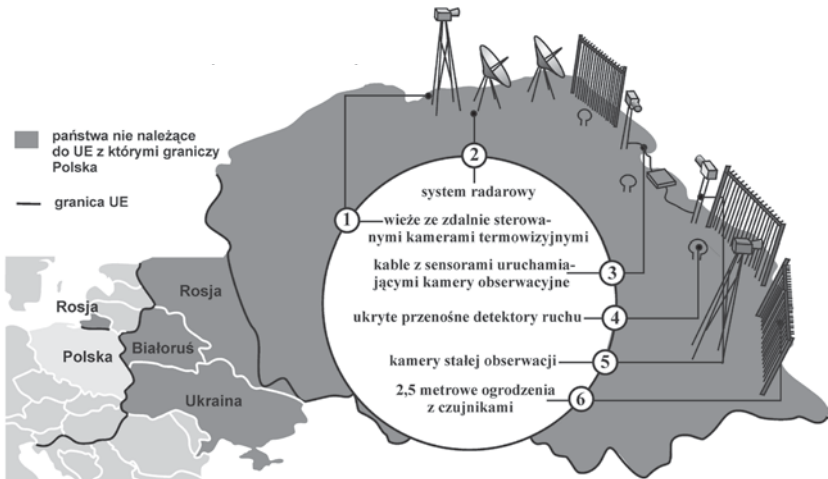 państwa nie należące
do UE z którymi graniczy
Polska
granica UE
2
system radarowy
1
wieże ze zdalnie sterowa-
nymi kamerami termowizyjnymi
kable z sensorami uruchamia-
jącymi kamery obserwacyjne
3
ukryte przenośne detektory ruchu
4
kamery stałej obserwacji
5
2,5 metrowe ogrodzenia
z czujnikami
6
Rosja
Rosja
Polska
Białoruś
Ukraina